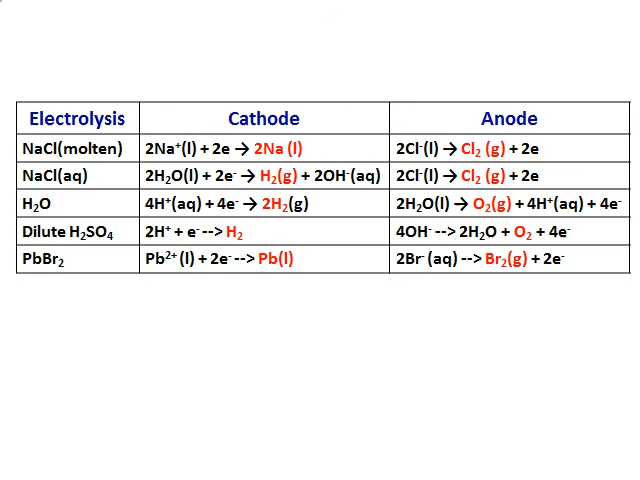 Electrolysis Cathode Anode
NaCl(molten) 2Na⁺(l) + 2e → 2Na (l) 2Cl⁻(l) → Cl₂ (g) + 2e
NaCl(aq) 2H₂O(l) + 2e⁻ → H₂(g) + 2OH⁻(aq) 2Cl⁻(l) → Cl₂ (g) + 2e
H₂O 4H⁺(aq) + 4e⁻ → 2H₂(g) 2H₂O(l) → O₂(g) + 4H⁺(aq) + 4e⁻
Dilute H₂SO₄ 2H⁺ + e⁻ --> H₂ 4OH⁻ --> 2H₂O + O₂ + 4e⁻
PbBr₂ Pb²⁺ (l) + 2e⁻ --> Pb(l) 2Br⁻ (aq) --> Br₂(g) + 2e⁻